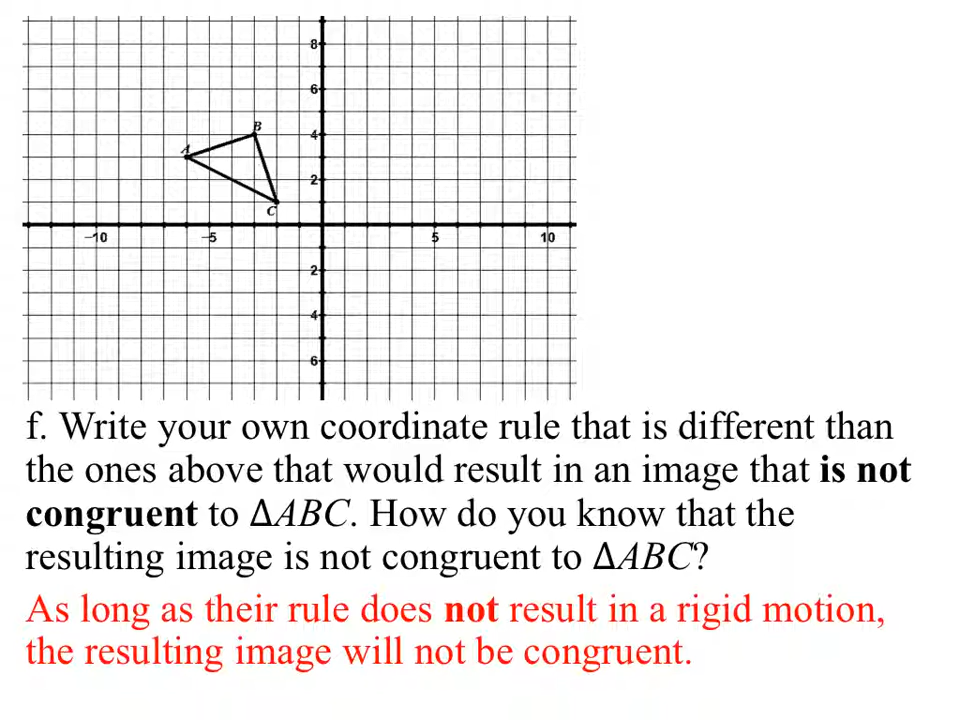 8
6
B
4
A
2
C
−10
−5
5
10
2
4
6
f. Write your own coordinate rule that is different than
the ones above that would result in an image that is not
congruent to ΔABC. How do you know that the
resulting image is not congruent to ΔABC?
As long as their rule does not result in a rigid motion,
the resulting image will not be congruent.